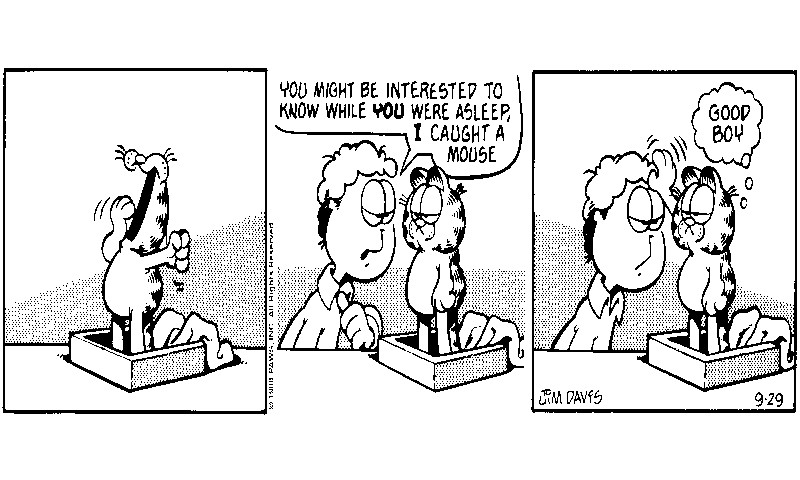 YOU MIGHT BE INTERESTED TO
KNOW WHILE YOU WERE ASLEEP,
I CAUGHT A
MOUSE
GOOD
BOY
JIM DAVIS
9-29